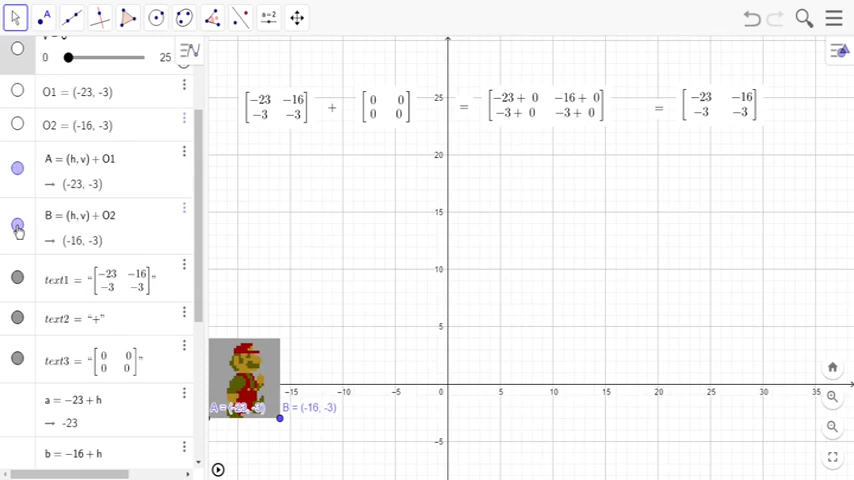 a=2
0 25
O1 = (-23, -3)
O2 = (-16, -3)
A = (h, v) + O1
→ (-23, -3)
B = (h, v) + O2
→ (-16, -3)
text1 = “[−23 −16
−3 −3]”
text2 = “+”
text3 = “[0 0
0 0]”
a = −23 + h
→ -23
b = −16 + h
[−23 −16
−3 −3] + [0 0
0 0] = [−23+ 0 −16+ 0
−3+ 0 −3+ 0] = [−23 −16
−3 −3]
25
20
15
10
5
-15 -10 -5 0 5 10 15 20 25 30 35
-5
A = (-23, -3) B = (-16, -3)